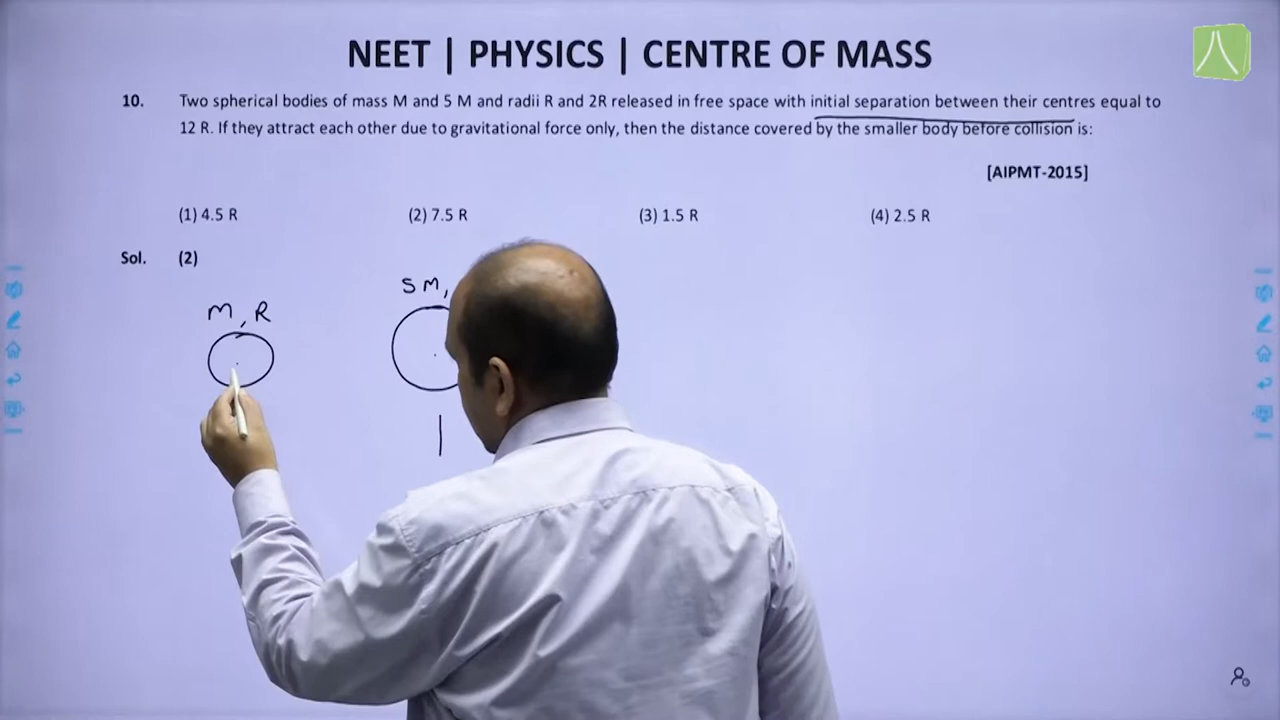 NEET | PHYSICS | CENTRE OF MASS
10. Two spherical bodies of mass M and 5 M and radii R and 2R released in free space with initial separation between their centres equal to
12 R. If they attract each other due to gravitational force only, then the distance covered by the smaller body before collision is:
[AIPMT-2015]
(1) 4.5 R (2) 7.5 R (3) 1.5 R (4) 2.5 R
Sol. (2)
M, R 5M,